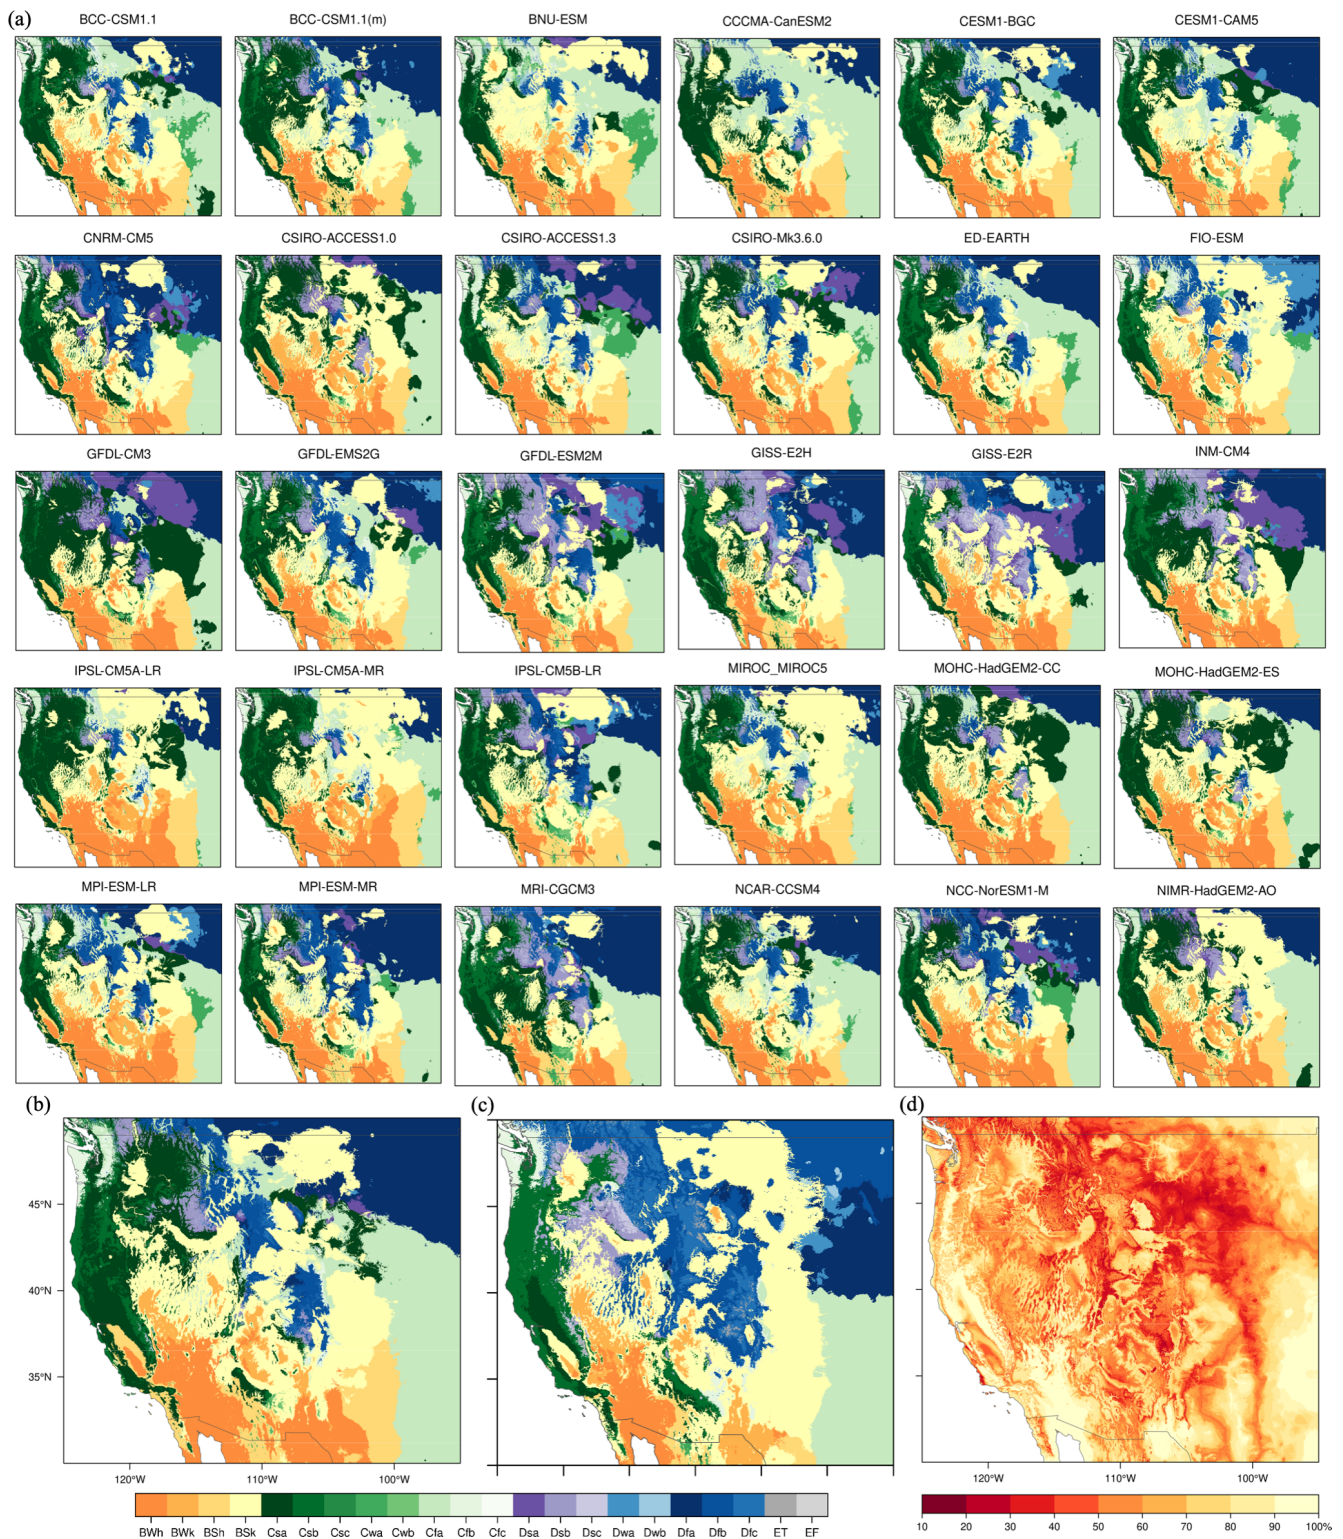 (a)
BCC-CSM1.1 BCC-CSM1.1(m) BNU-ESM CCCMA-CanESM2 CESM1-BGC CESM1-CAM5
CNRM-CM5 CSIRO-ACCESS1.0 CSIRO-ACCESS1.3 CSIRO-Mk3.6.0 ED-EARTH FIO-ESM
GFDL-CM3 GFDL-EMS2G GFDL-ESM2M GISS-E2H GISS-E2R INM-CM4
IPSL-CM5A-LR IPSL-CM5A-MR IPSL-CM5B-LR MIROC_MIROC5 MOHC-HadGEM2-CC MOHC-HadGEM2-ES
MPI-ESM-LR MPI-ESM-MR MRI-CGCM3 NCAR-CCSM4 NCC-NorESM1-M NIMR-HadGEM2-AO
(b) (c) (d)
45°N
40°N
35°N
120°W 110°W 100°W 120°W 110°W 100°W
BWh BWk BSh BSk Csa Csb Csc Cwa Cwb Cfa Cfb Cfc Dsa Dsb Dsc Dwa Dwb Dfa Dfb Dfc ET EF
10 20 30 40 50 60 70 80 90 100%